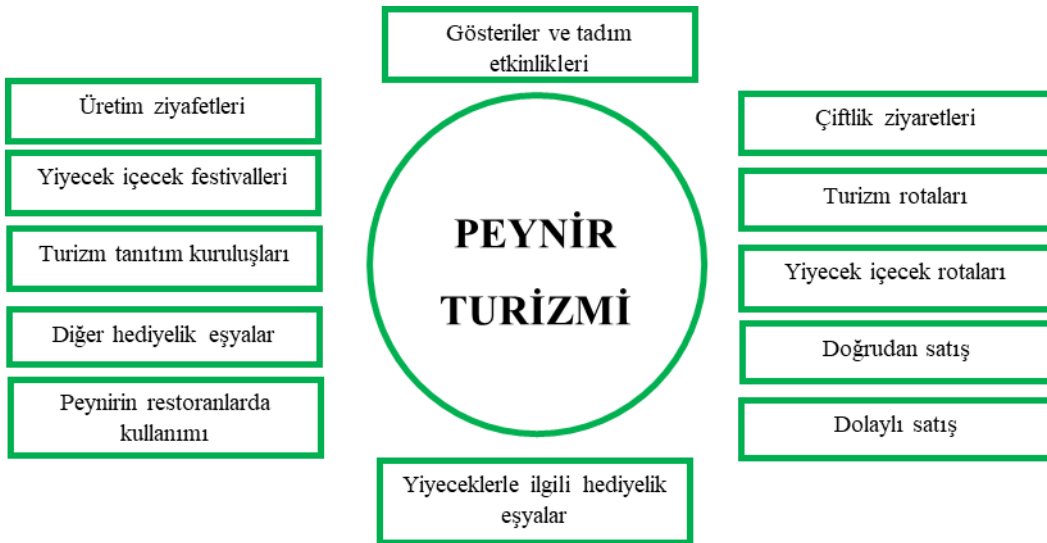 Gösteriler ve tadım
etkinlikleri
Üretim ziyafetleri
Yiyecek içecek festivalleri
Turizm tanıtım kuruluşları
Diğer hediyelik eşyalar
Peynirin restoranlarda
kullanımı
PEYNİR
TURİZMİ
Çiftlik ziyaretleri
Turizm rotaları
Yiyecek içecek rotaları
Doğrudan satış
Dolaylı satış
Yiyeceklerle ilgili hediyelik
eşyalar